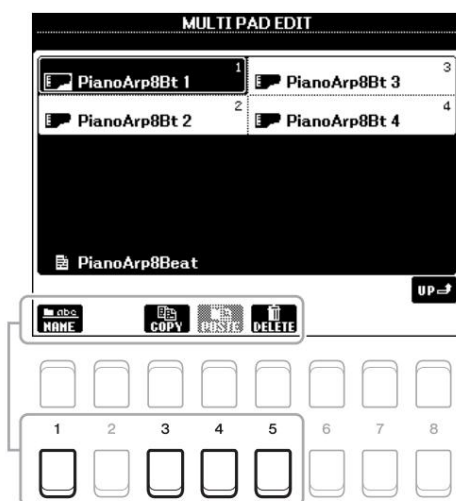 MULTI PAD EDIT
PianoArp8Bt 1 1
PianoArp8Bt 3 3
PianoArp8Bt 2 2
PianoArp8Bt 4 4
PianoArp8Beat
UP
abc
NAME COPY PASTE DELETE
1 2 3 4 5 6 7 8